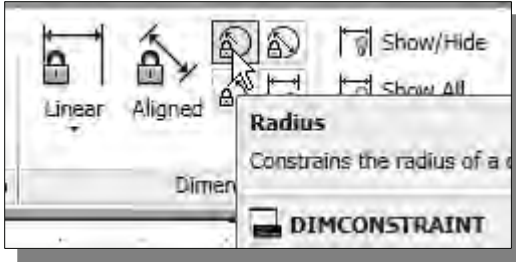 Show/Hide
Show All
Linear
Aligned
Radius
Constrains the radius of a
Dimen
DIMCONSTRAINT